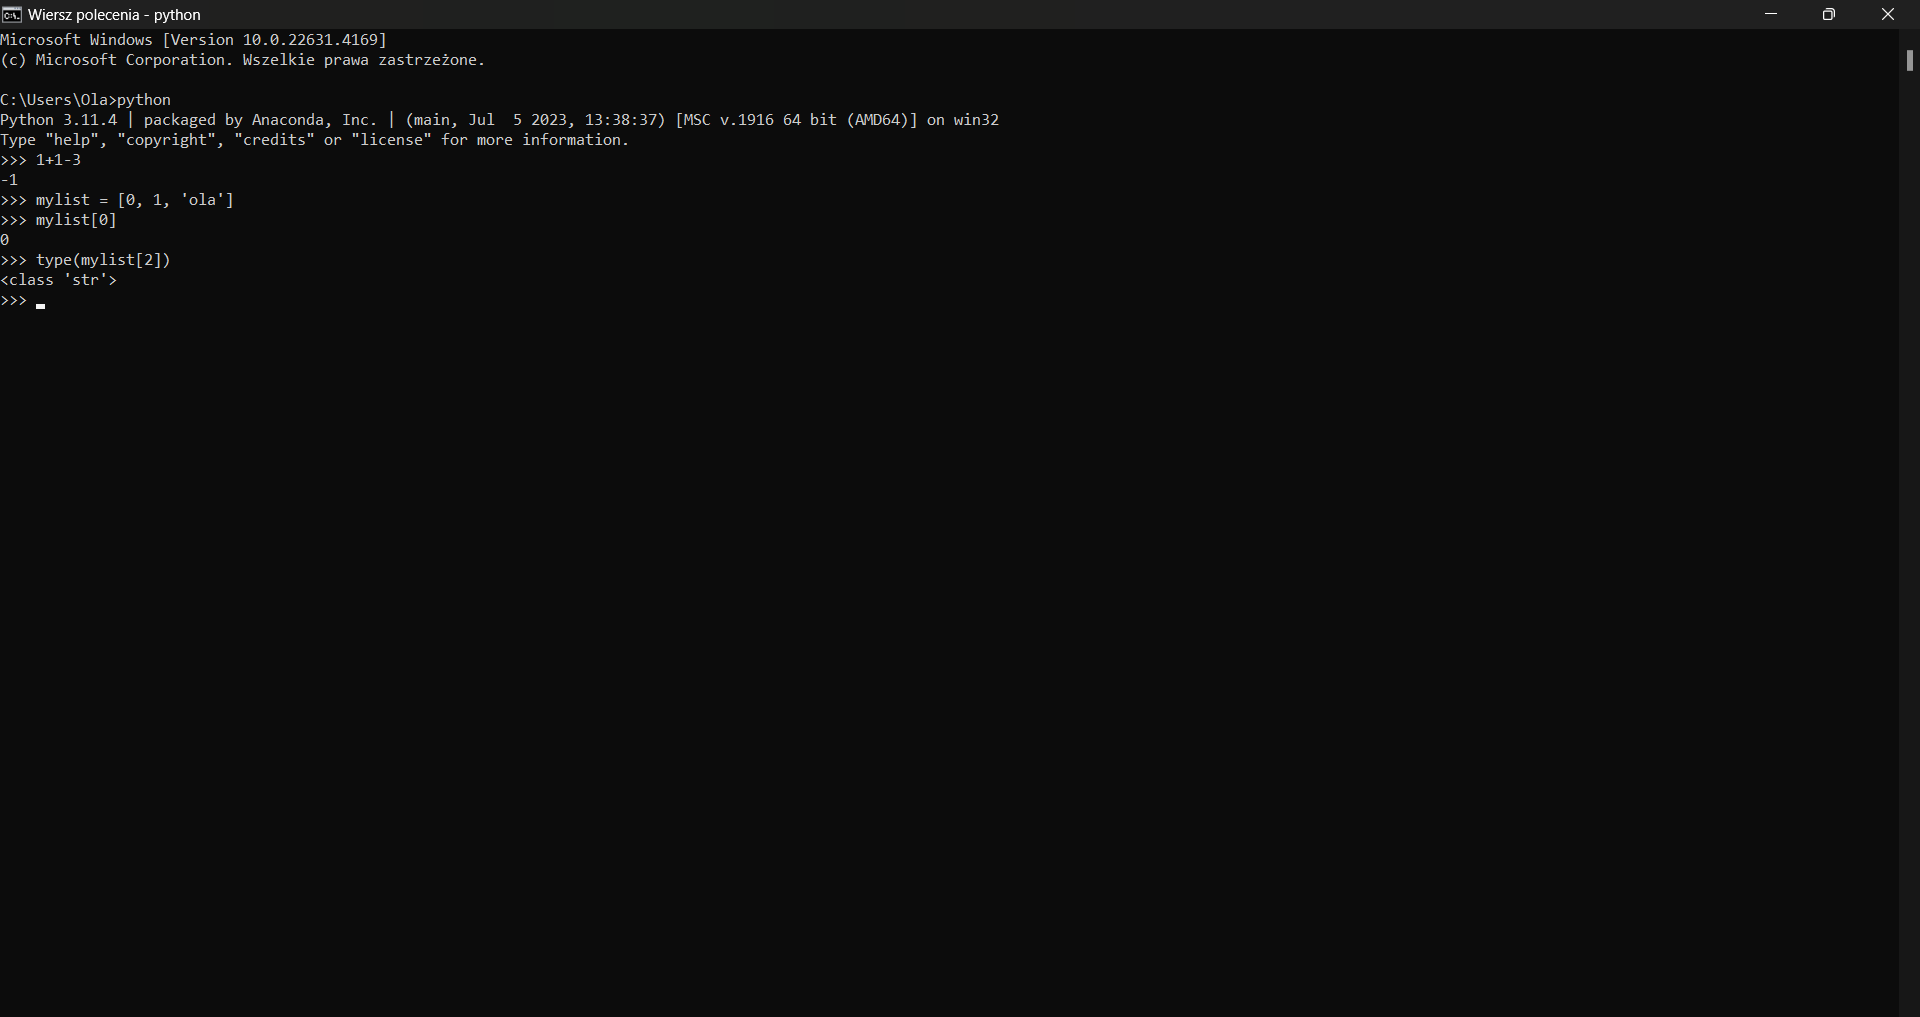 Wiersz polecenia - python
Microsoft Windows [Version 10.0.22631.4169]
(c) Microsoft Corporation. Wszelkie prawa zastrzeżone.
C:\Users\Ola>python
Python 3.11.4 | packaged by Anaconda, Inc. | (main, Jul  5 2023, 13:38:37) [MSC v.1916 64 bit (AMD64)] on win32
Type "help", "copyright", "credits" or "license" for more information.
>>> 1+1-3
-1
>>> mylist = [0, 1, 'ola']
>>> mylist[0]
0
>>> type(mylist[2])
<class 'str'>
>>>